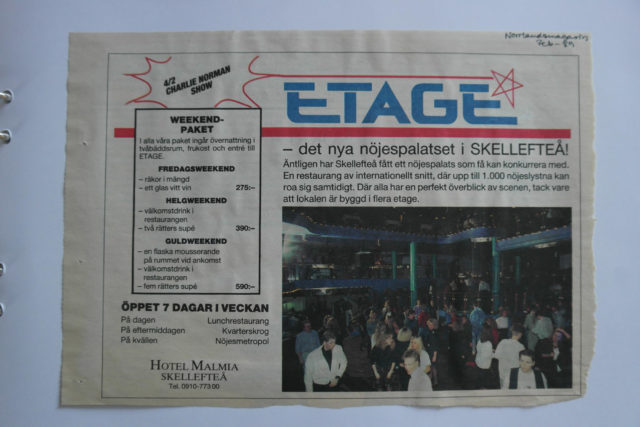 Norrlandsmagasin
Feb - 89
4/2
CHARLIE NORMAN
SHOW
ETAGE
WEEKEND-
PAKET
I alla våra paket ingår övernattning i
tvåbäddsrum, frukost och entré till
ETAGE.
FREDAGSWEEKEND
– räkor i mängd
– ett glas vitt vin 275:–
HELGWEEKEND
– välkomstdrink i
restaurangen
– två rätters supé 390:–
GULDWEEKEND
– en flaska mousserande
på rummet vid ankomst
– välkomstdrink i
restaurangen
– fem rätters supé 590:–
ÖPPET 7 DAGAR I VECKAN
På dagen Lunchrestaurang
På eftermiddagen Kvarterskrog
På kvällen Nöjesmetropol
HOTEL MALMIA
SKELLEFTEÅ
Tel. 0910-773 00
– det nya nöjespalatset i SKELLEFTEÅ!
Äntligen har Skellefteå fått ett nöjespalats som få kan konkurrera med.
En restaurang av internationellt snitt, där upp till 1.000 nöjeslystna kan
roa sig samtidigt. Där alla har en perfekt överblick av scenen, tack vare
att lokalen är byggd i flera etage.